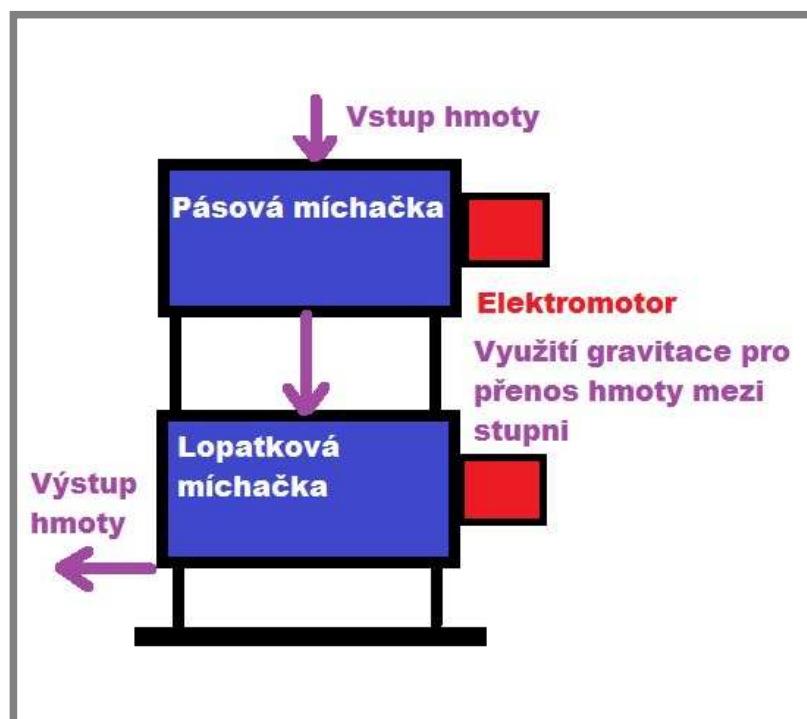 Vstup hmoty
Pásová míchačka
Elektromotor
Využití gravitace pro
přenos hmoty mezi
stupni
Lopatková
míchačka
Výstup
hmoty